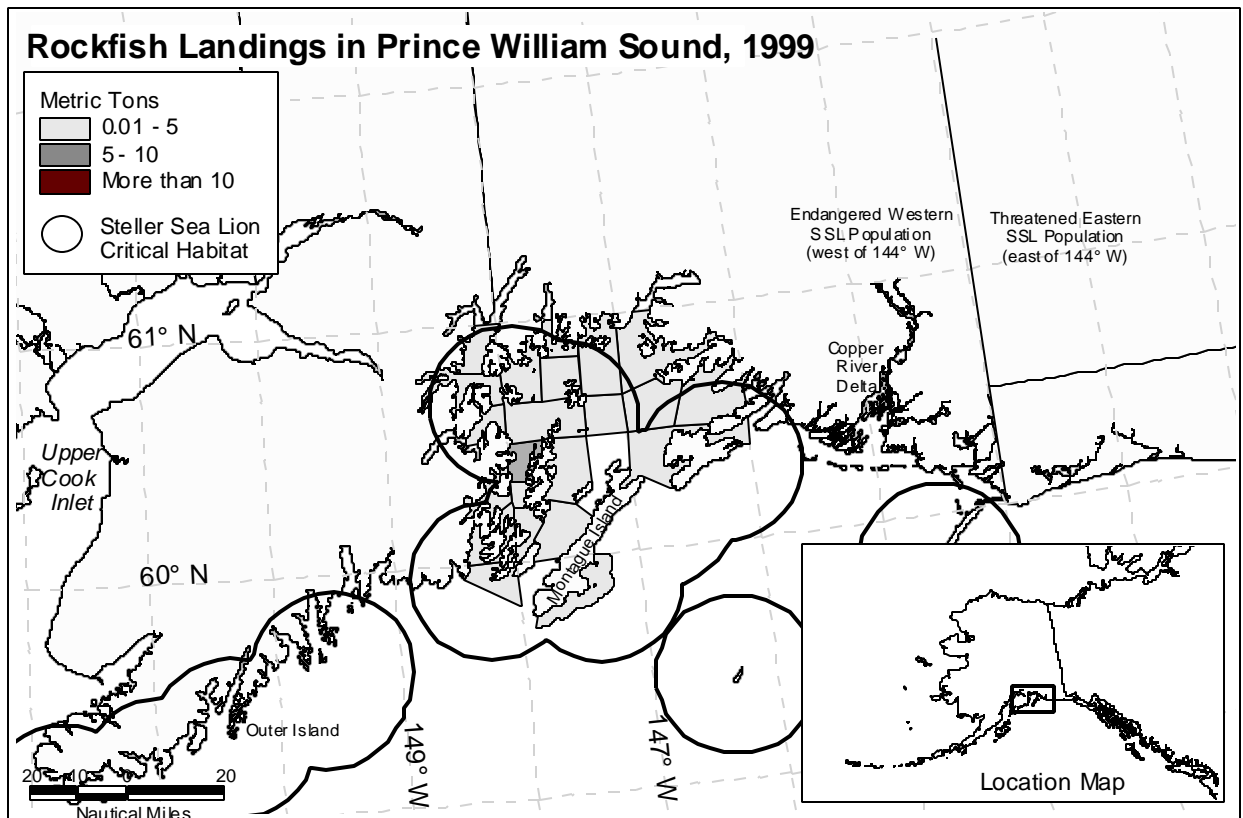 Rockfish Landings in Prince William Sound, 1999
Metric Tons
0.01 - 5
5 - 10
More than 10
Steller Sea Lion
Critical Habitat
Endangered Western
SSL Population
(west of 144° W)
Threatened Eastern
SSL Population
(east of 144° W)
61° N
Copper
River
Delta
Upper
Cook
Inlet
Montague Island
60° N
Outer Island
149° W
147° W
20 10 0 20
Nautical Miles
Location Map